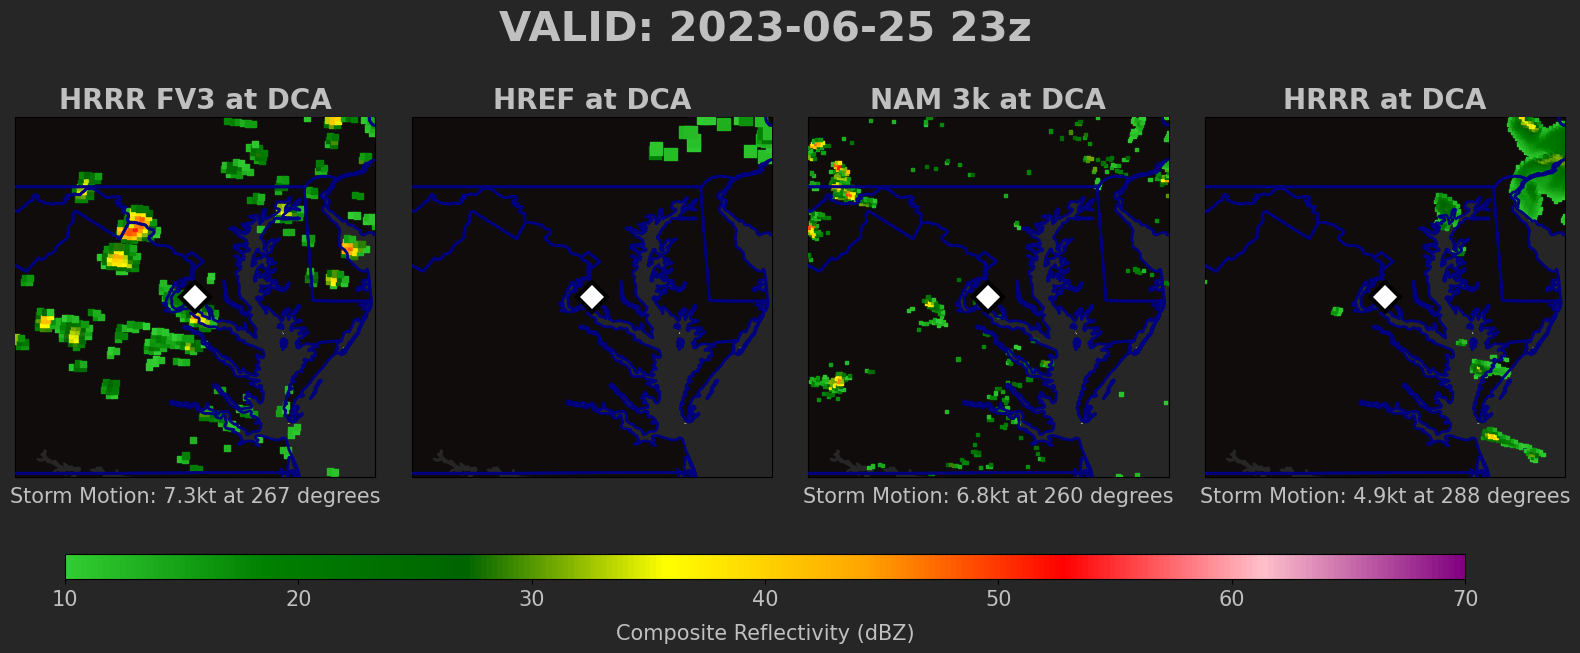 VALID: 2023-06-25 23z
HRRR FV3 at DCA
HREF at DCA
NAM 3k at DCA
HRRR at DCA
Storm Motion: 7.3kt at 267 degrees
Storm Motion: 6.8kt at 260 degrees
Storm Motion: 4.9kt at 288 degrees
10 20 30 40 50 60 70
Composite Reflectivity (dBZ)